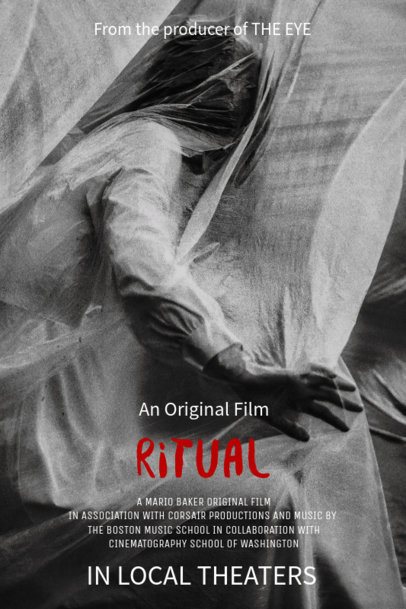 From the producer of THE EYE
An Original Film
RiTUAL
A MARIO BAKER ORIGINAL FILM
IN ASSOCIATION WITH CORSAIR PRODUCTIONS AND MUSIC BY
THE BOSTON MUSIC SCHOOL IN COLLABORATION WITH
CINEMATOGRAPHY SCHOOL OF WASHINGTON
IN LOCAL THEATERS